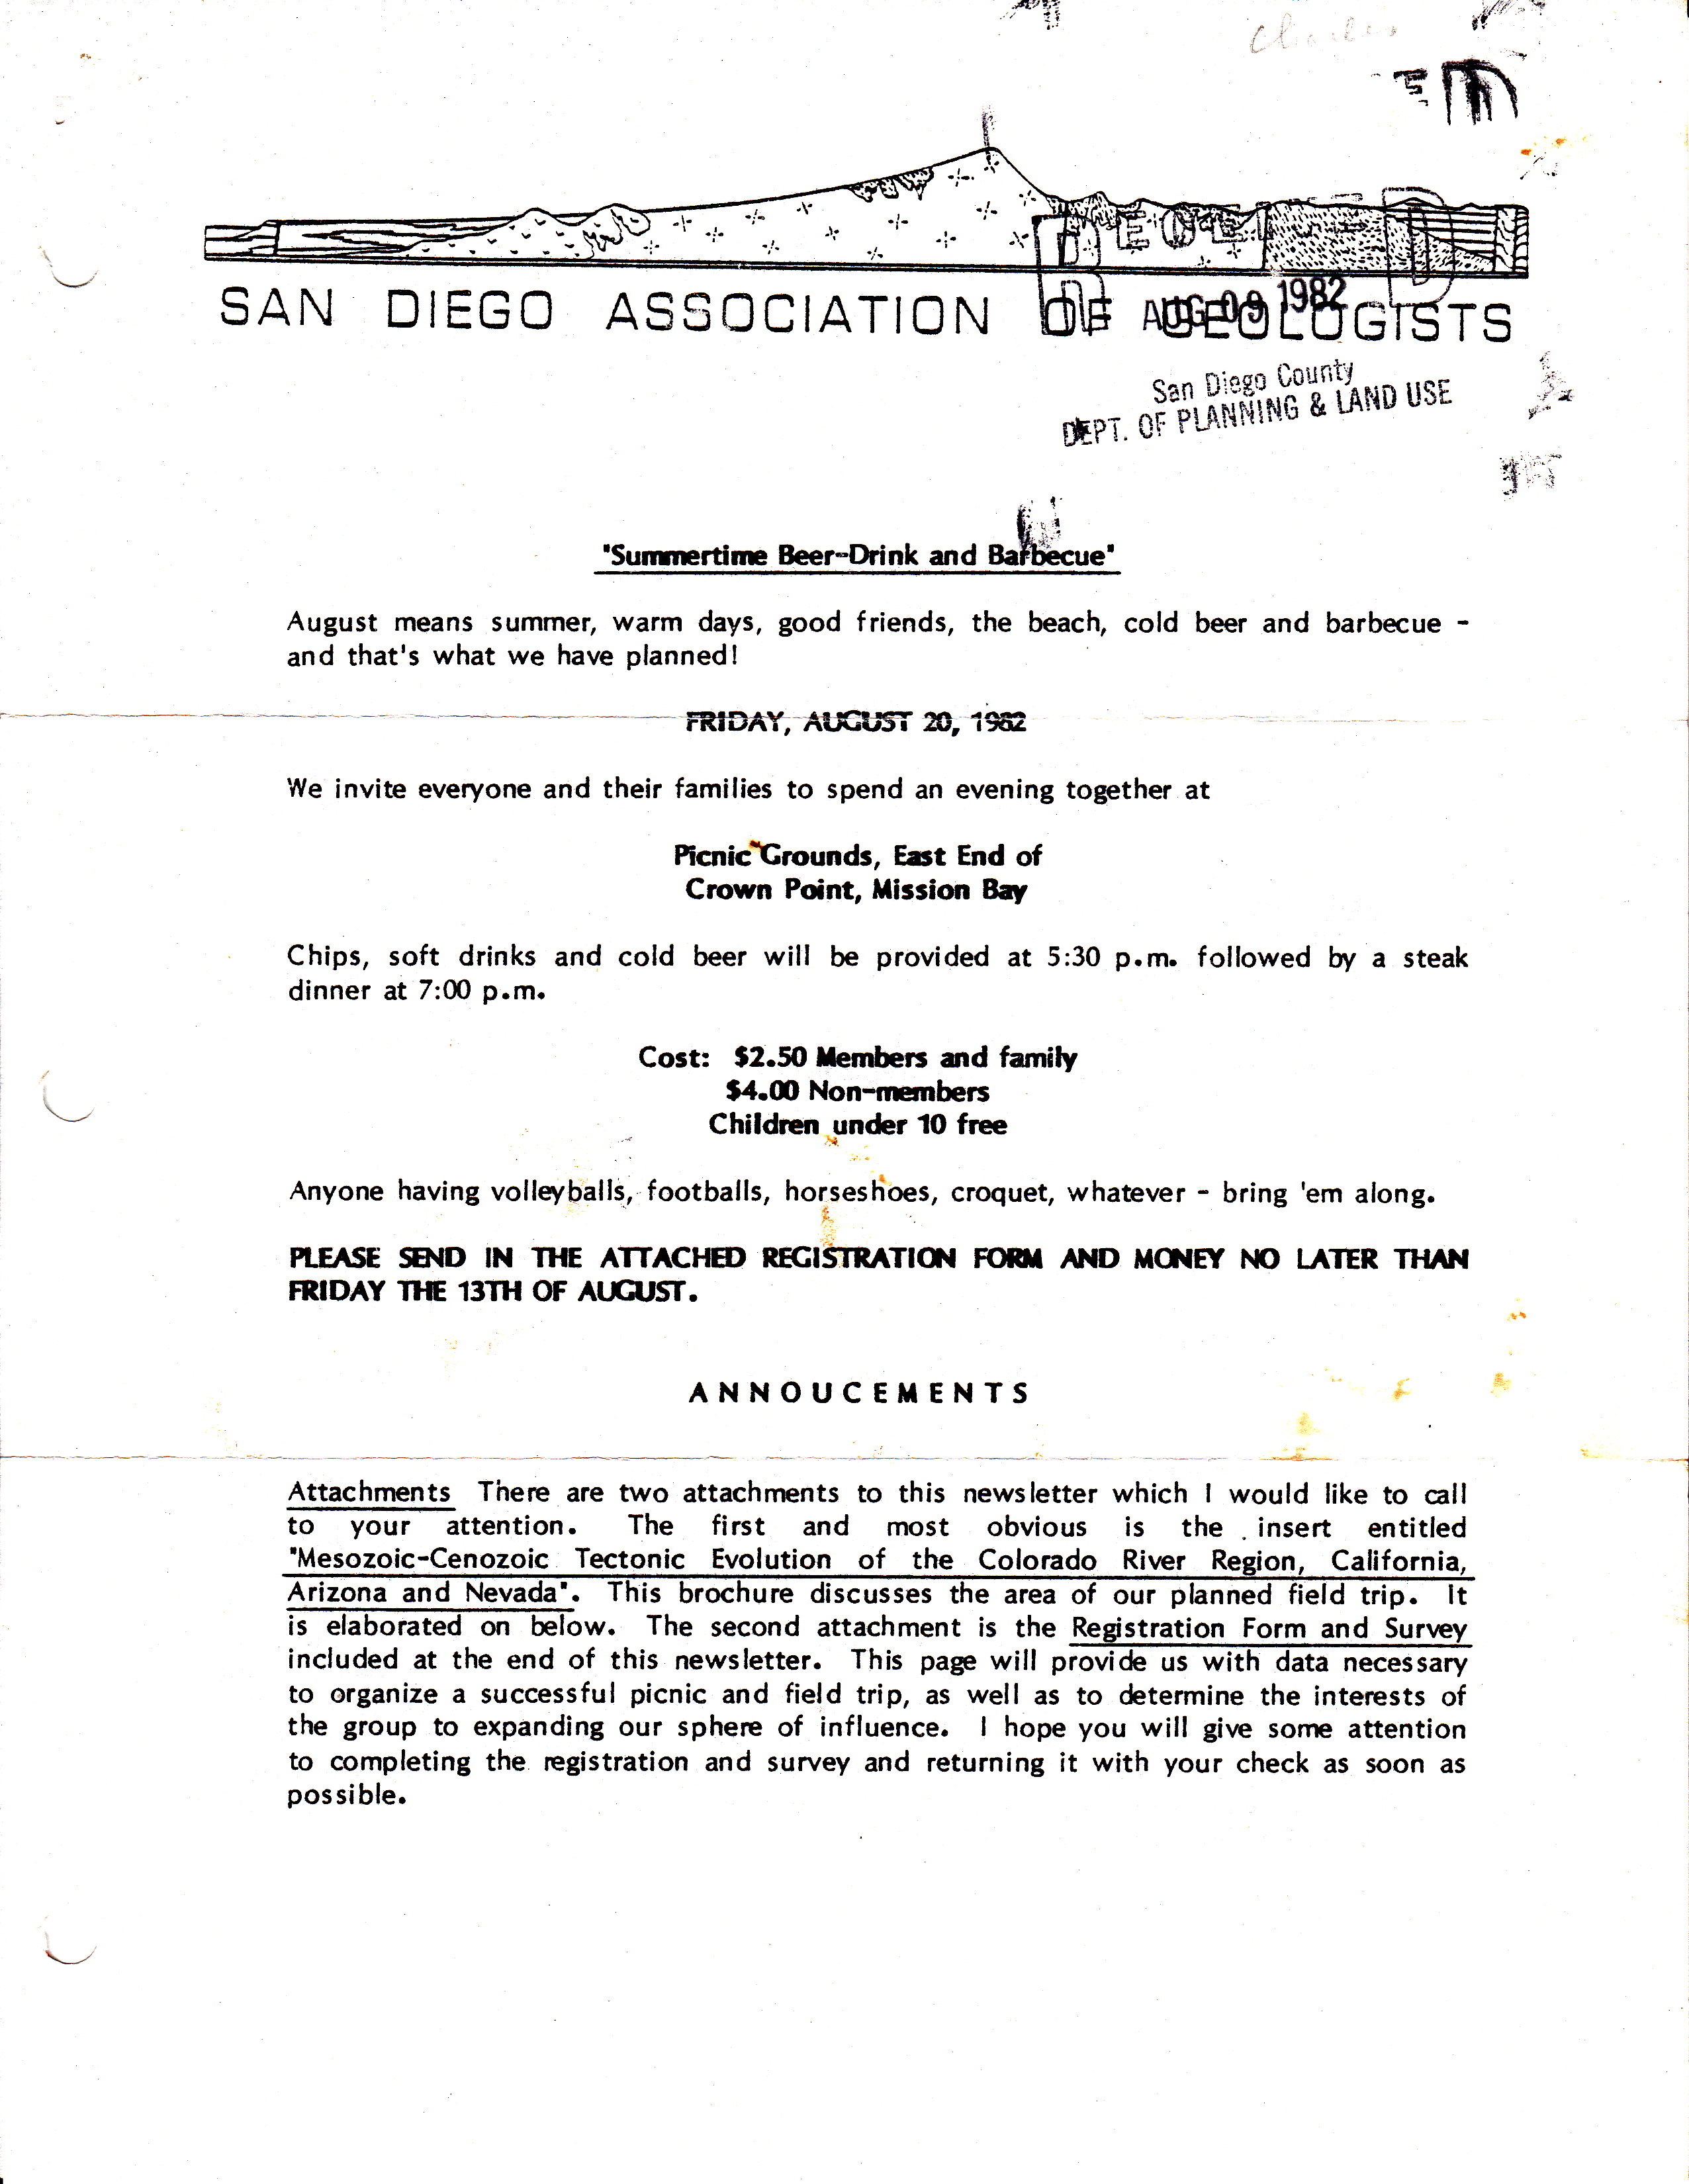 Charles
RECEIVED
SAN DIEGO ASSOCIATION OF GEOLOGISTS
AUG 09 1982
San Diego County
DEPT. OF PLANNING & LAND USE
"Summertime Beer-Drink and Barbecue"
August means summer, warm days, good friends, the beach, cold beer and barbecue -
and that's what we have planned!
FRIDAY, AUGUST 20, 1982
We invite everyone and their families to spend an evening together at
Picnic Grounds, East End of
Crown Point, Mission Bay
Chips, soft drinks and cold beer will be provided at 5:30 p.m. followed by a steak
dinner at 7:00 p.m.
Cost: $2.50 Members and family
$4.00 Non-members
Children under 10 free
Anyone having volleyballs, footballs, horseshoes, croquet, whatever - bring 'em along.
PLEASE SEND IN THE ATTACHED REGISTRATION FORM AND MONEY NO LATER THAN
FRIDAY THE 13TH OF AUGUST.
ANNOUCEMENTS
Attachments There are two attachments to this newsletter which I would like to call
to your attention. The first and most obvious is the insert entitled
"Mesozoic-Cenozoic Tectonic Evolution of the Colorado River Region, California,
Arizona and Nevada". This brochure discusses the area of our planned field trip. It
is elaborated on below. The second attachment is the Registration Form and Survey
included at the end of this newsletter. This page will provide us with data necessary
to organize a successful picnic and field trip, as well as to determine the interests of
the group to expanding our sphere of influence. I hope you will give some attention
to completing the registration and survey and returning it with your check as soon as
possible.